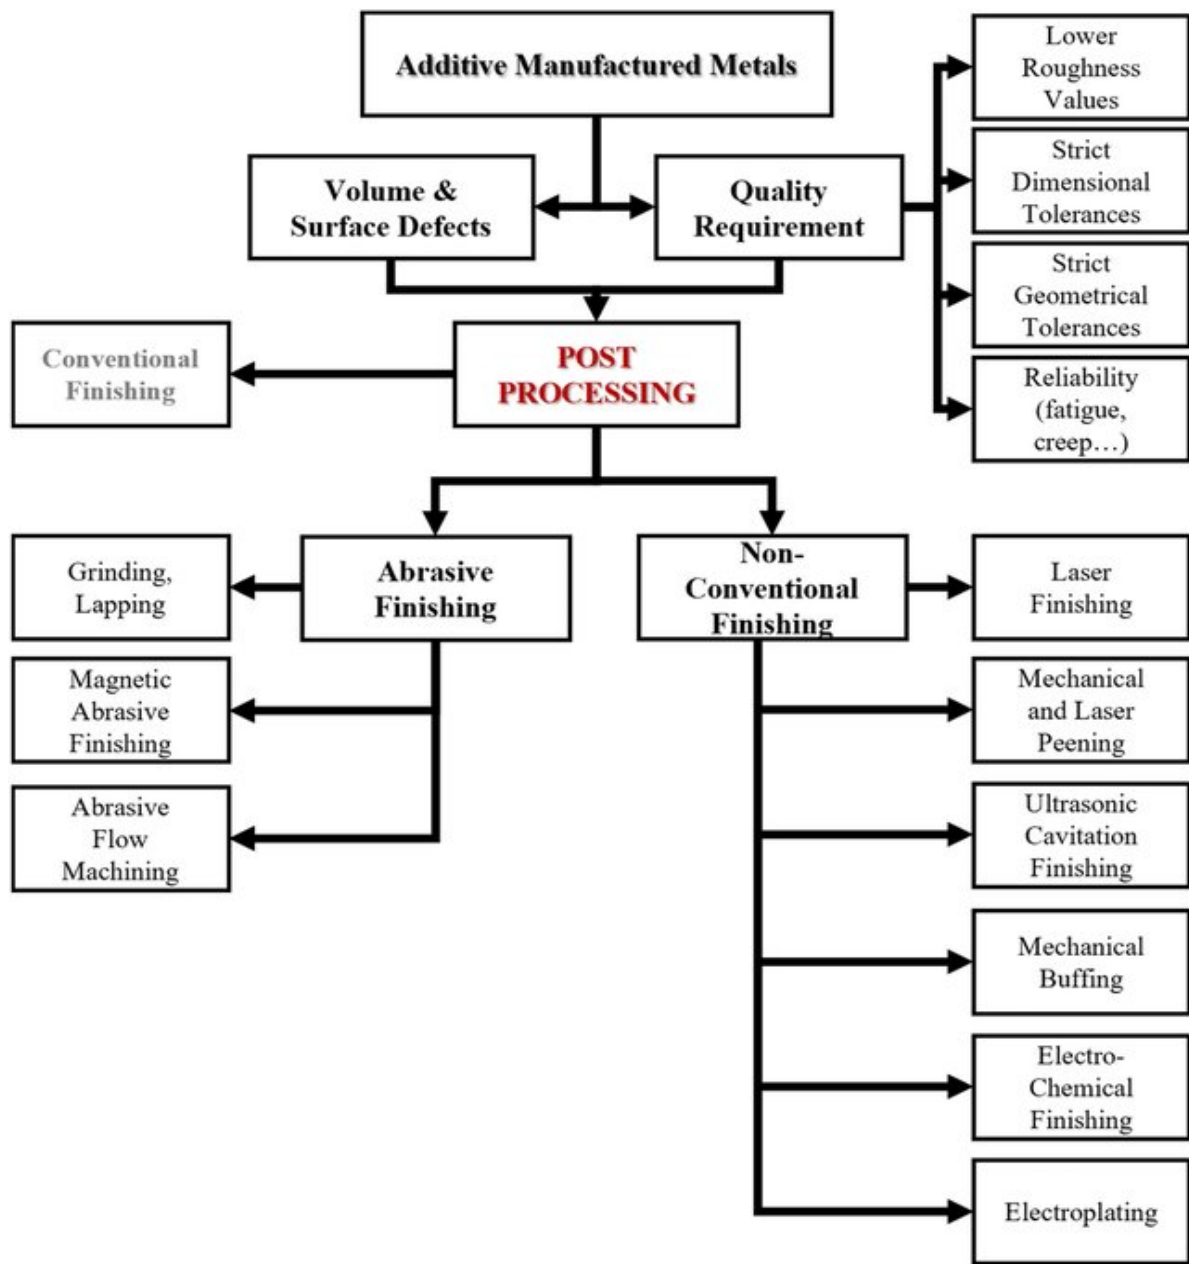 Additive Manufactured Metals
Lower
Roughness
Values
Volume &
Surface Defects
Quality
Requirement
Strict
Dimensional
Tolerances
Strict
Geometrical
Tolerances
Conventional
Finishing
POST
PROCESSING
Reliability
(fatigue,
creep…)
Grinding,
Lapping
Abrasive
Finishing
Non-
Conventional
Finishing
Laser
Finishing
Magnetic
Abrasive
Finishing
Mechanical
and Laser
Peening
Abrasive
Flow
Machining
Ultrasonic
Cavitation
Finishing
Mechanical
Buffing
Electro-
Chemical
Finishing
Electroplating